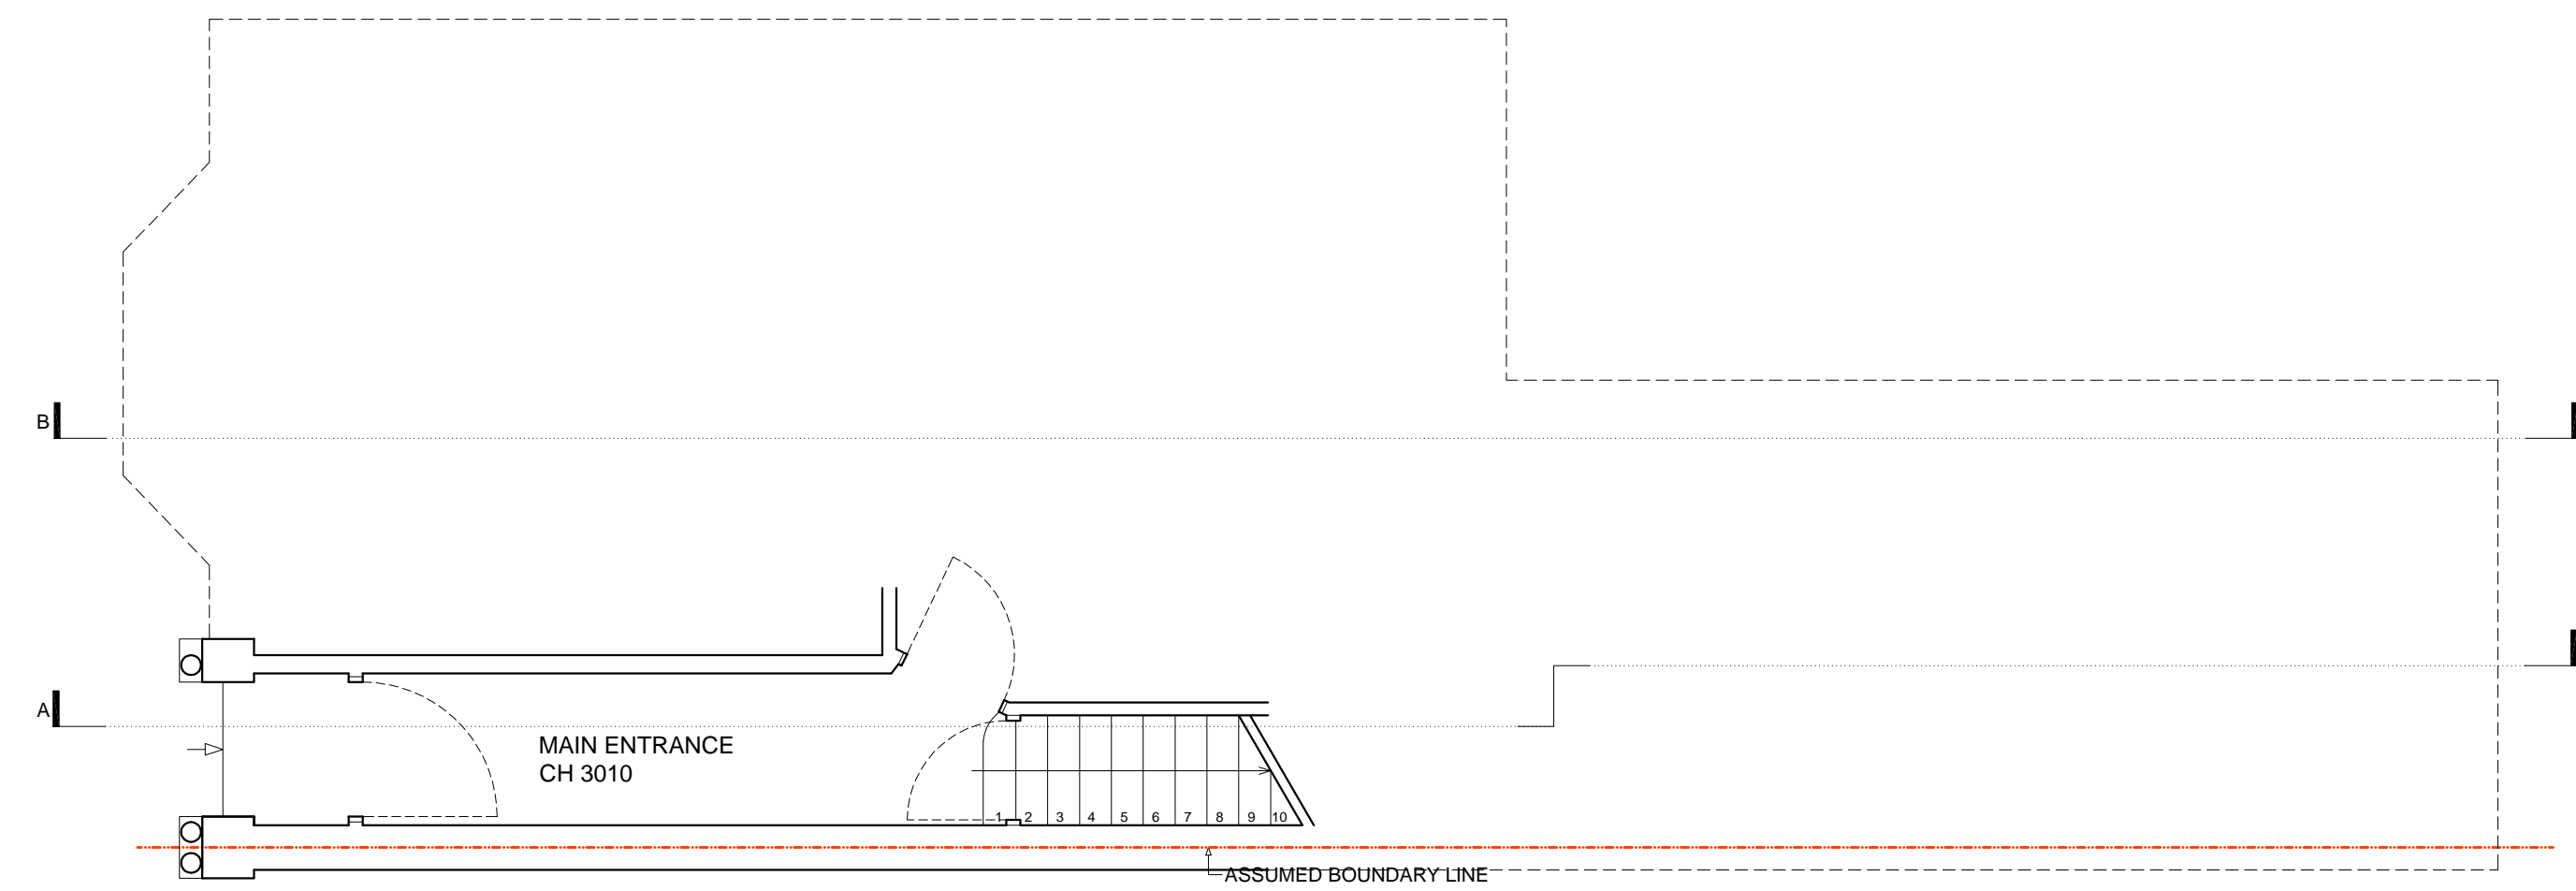 B
A
MAIN ENTRANCE
CH 3010
1 2 3 4 5 6 7 8 9 10
ASSUMED BOUNDARY LINE